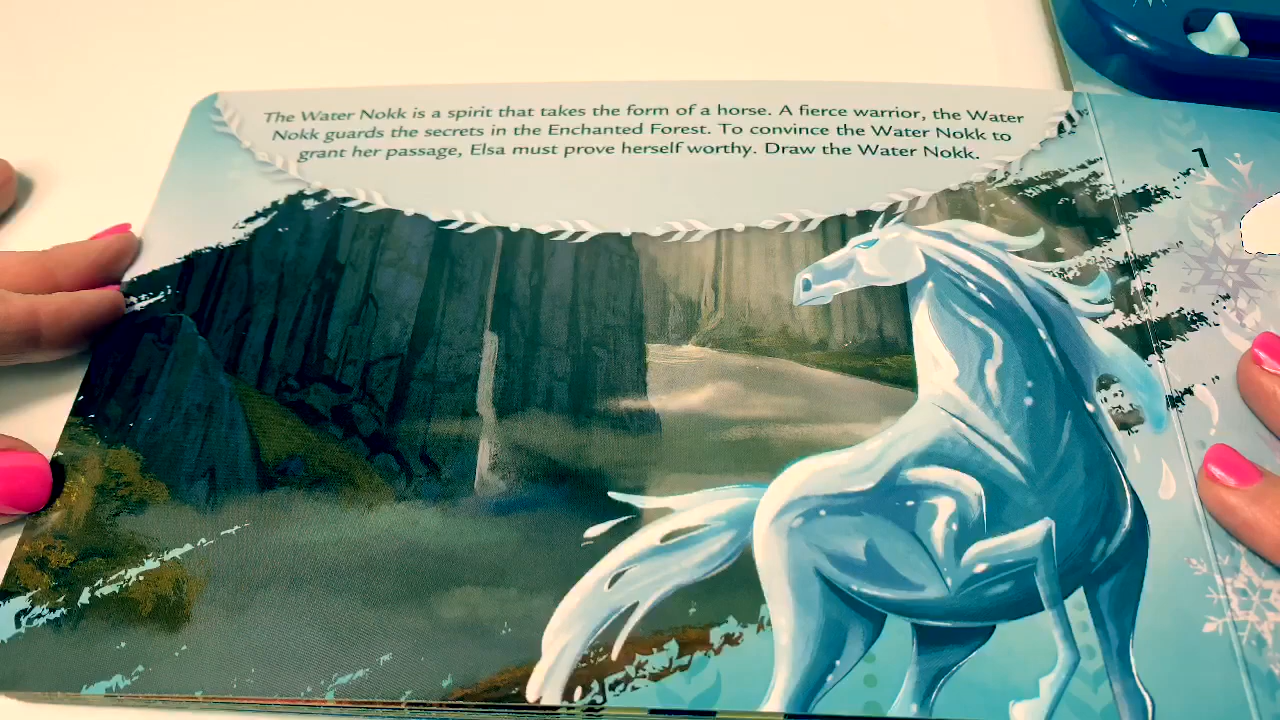 The Water Nokk is a spirit that takes the form of a horse. A fierce warrior, the Water
Nokk guards the secrets in the Enchanted Forest. To convince the Water Nokk to
grant her passage, Elsa must prove herself worthy. Draw the Water Nokk.
1